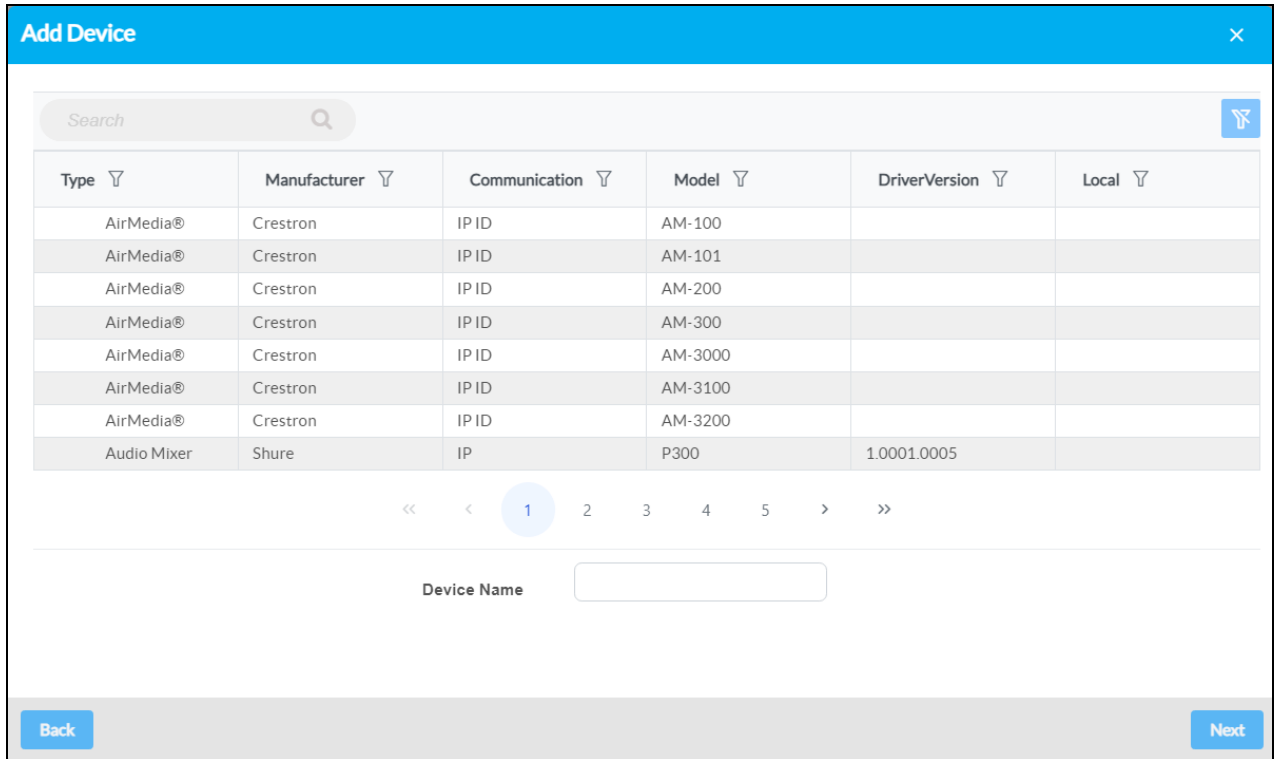 Add Device
Search
Type Manufacturer Communication Model DriverVersion Local
AirMedia® Crestron IP ID AM-100
AirMedia® Crestron IP ID AM-101
AirMedia® Crestron IP ID AM-200
AirMedia® Crestron IP ID AM-300
AirMedia® Crestron IP ID AM-3000
AirMedia® Crestron IP ID AM-3100
AirMedia® Crestron IP ID AM-3200
Audio Mixer Shure IP P300 1.0001.0005
1 2 3 4 5
Device Name
Back Next